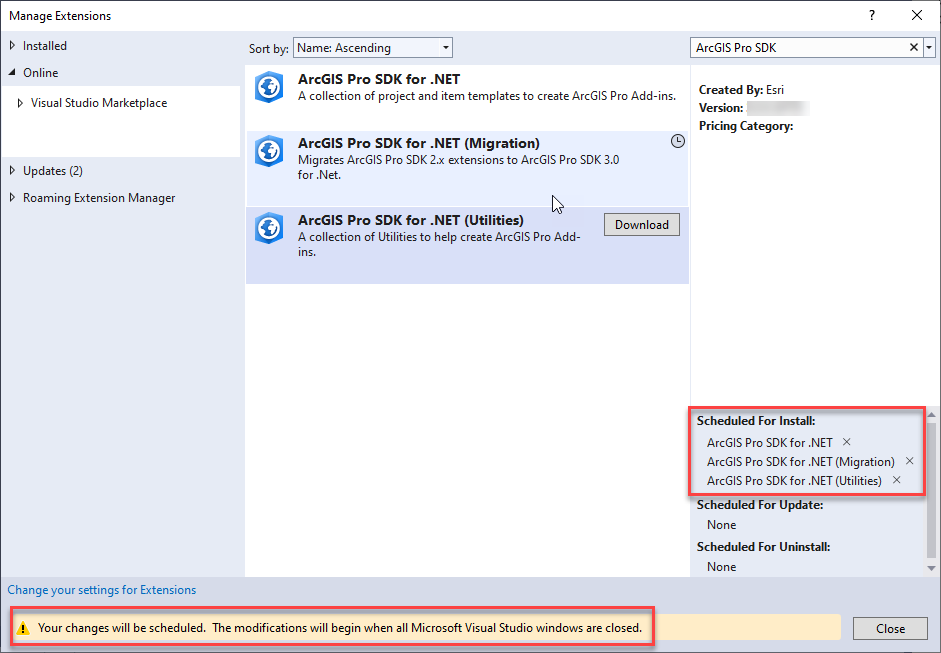 Manage Extensions
?
Installed
Online
Visual Studio Marketplace
Updates (2)
Roaming Extension Manager
Sort by: Name: Ascending
ArcGIS Pro SDK for .NET
A collection of project and item templates to create ArcGIS Pro Add-ins.
ArcGIS Pro SDK for .NET (Migration)
Migrates ArcGIS Pro SDK 2.x extensions to ArcGIS Pro SDK 3.0
for .Net.
ArcGIS Pro SDK for .NET (Utilities)
Download
A collection of Utilities to help create ArcGIS Pro Add-
ins.
ArcGIS Pro SDK
Created By: Esri
Version:
Pricing Category:
Scheduled For Install:
ArcGIS Pro SDK for .NET
ArcGIS Pro SDK for .NET (Migration)
ArcGIS Pro SDK for .NET (Utilities)
Scheduled For Update:
None
Scheduled For Uninstall:
None
Change your settings for Extensions
Your changes will be scheduled. The modifications will begin when all Microsoft Visual Studio windows are closed.
Close